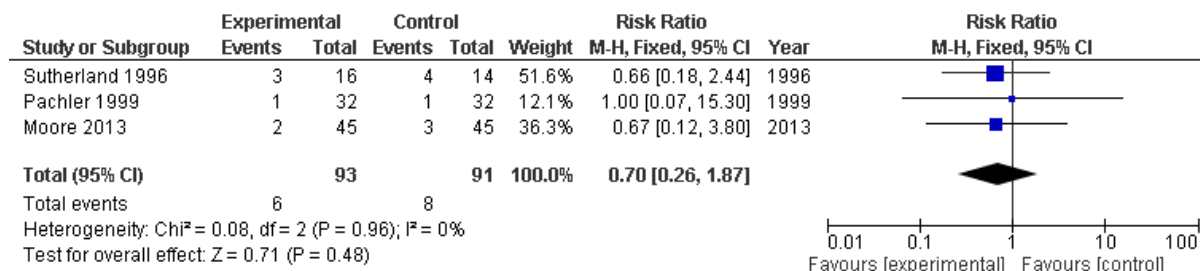 Experimental Control Risk Ratio Risk Ratio
Study or Subgroup Events Total Events Total Weight M-H, Fixed, 95% CI Year M-H, Fixed, 95% CI
Sutherland 1996 3 16 4 14 51.6% 0.66 [0.18, 2.44] 1996
Pachler 1999 1 32 1 32 12.1% 1.00 [0.07, 15.30] 1999
Moore 2013 2 45 3 45 36.3% 0.67 [0.12, 3.80] 2013
Total (95% CI) 93 91 100.0% 0.70 [0.26, 1.87]
Total events 6 8
Heterogeneity: Chi² = 0.08, df = 2 (P = 0.96); I² = 0%
Test for overall effect: Z = 0.71 (P = 0.48)
0.01 0.1 1 10 100
Favours [experimental] Favours [control]